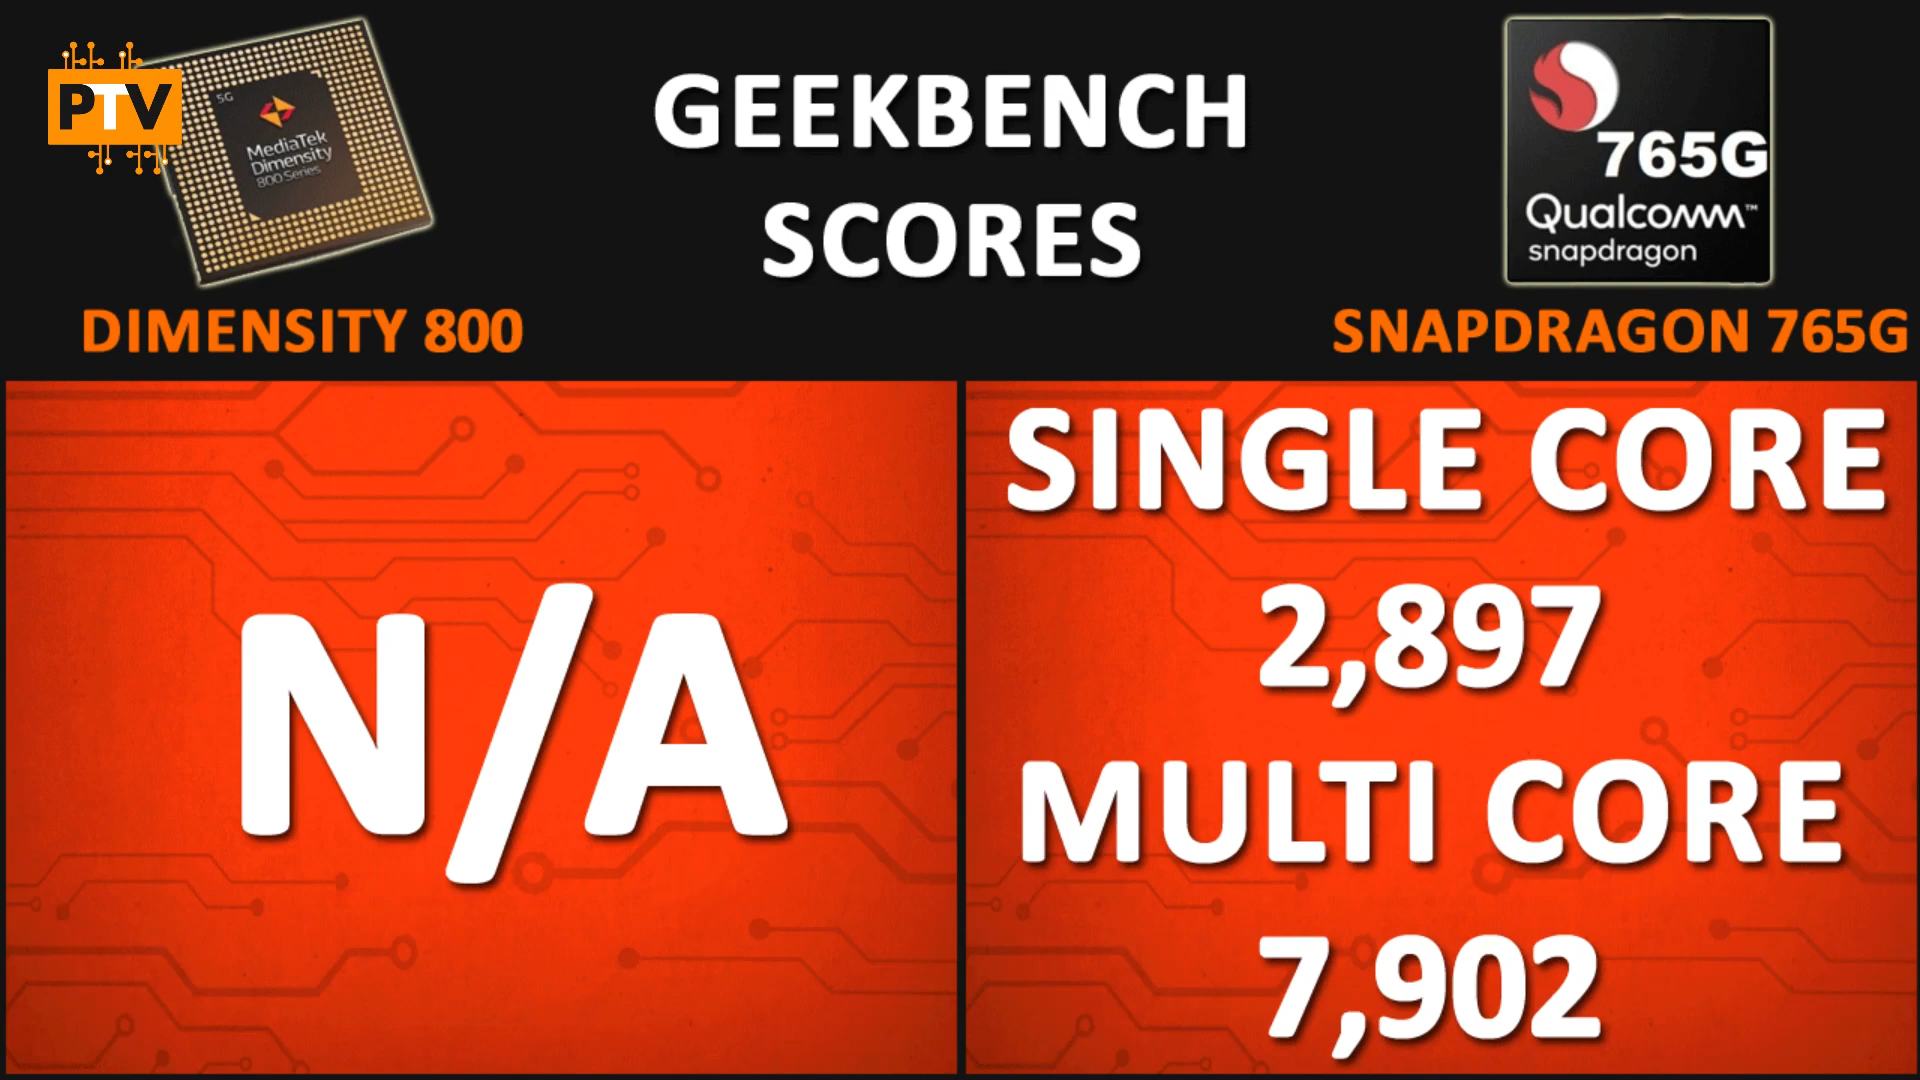 PTV
5G
MediaTek
Dimensity
800 Series
GEEKBENCH
SCORES
765G
Qualcomm™
snapdragon
DIMENSITY 800
SNAPDRAGON 765G
N/A
SINGLE CORE
2,897
MULTI CORE
7,902